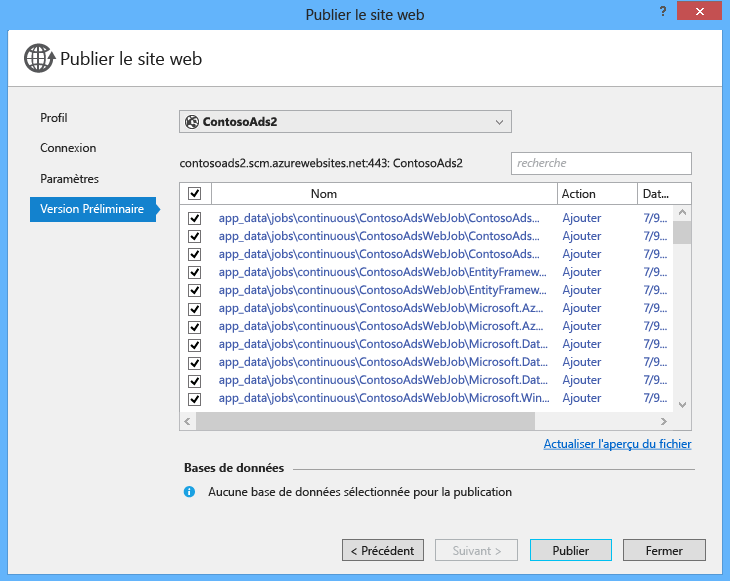 Publier le site web
?
Publier le site web
Profil
Connexion
Paramètres
Version Préliminaire
ContosoAds2
contosoads2.scm.azurewebsites.net:443: ContosoAds2
recherche
Nom Action Dat...
app_data\jobs\continuous\ContosoAdsWebJob\ContosoAds... Ajouter 7/9...
app_data\jobs\continuous\ContosoAdsWebJob\ContosoAds... Ajouter 7/9...
app_data\jobs\continuous\ContosoAdsWebJob\ContosoAds... Ajouter 7/9...
app_data\jobs\continuous\ContosoAdsWebJob\EntityFramew... Ajouter 7/9...
app_data\jobs\continuous\ContosoAdsWebJob\EntityFramew... Ajouter 7/9...
app_data\jobs\continuous\ContosoAdsWebJob\Microsoft.Az... Ajouter 7/9...
app_data\jobs\continuous\ContosoAdsWebJob\Microsoft.Az... Ajouter 7/9...
app_data\jobs\continuous\ContosoAdsWebJob\Microsoft.Dat... Ajouter 7/9...
app_data\jobs\continuous\ContosoAdsWebJob\Microsoft.Dat... Ajouter 7/9...
app_data\jobs\continuous\ContosoAdsWebJob\Microsoft.Dat... Ajouter 7/9...
app_data\jobs\continuous\ContosoAdsWebJob\Microsoft.Win... Ajouter 7/9...
Actualiser l'aperçu du fichier
Bases de données
Aucune base de données sélectionnée pour la publication
< Précédent Suivant > Publier Fermer